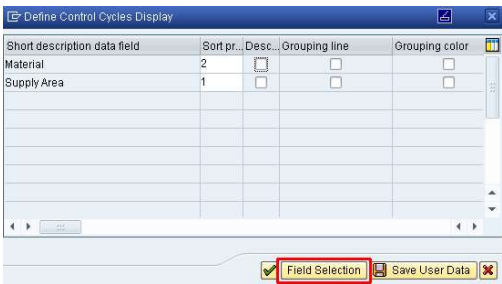 Define Control Cycles Display
Short description data field Sort pr... Desc... Grouping line Grouping color
Material 2
Supply Area 1
Field Selection Save User Data